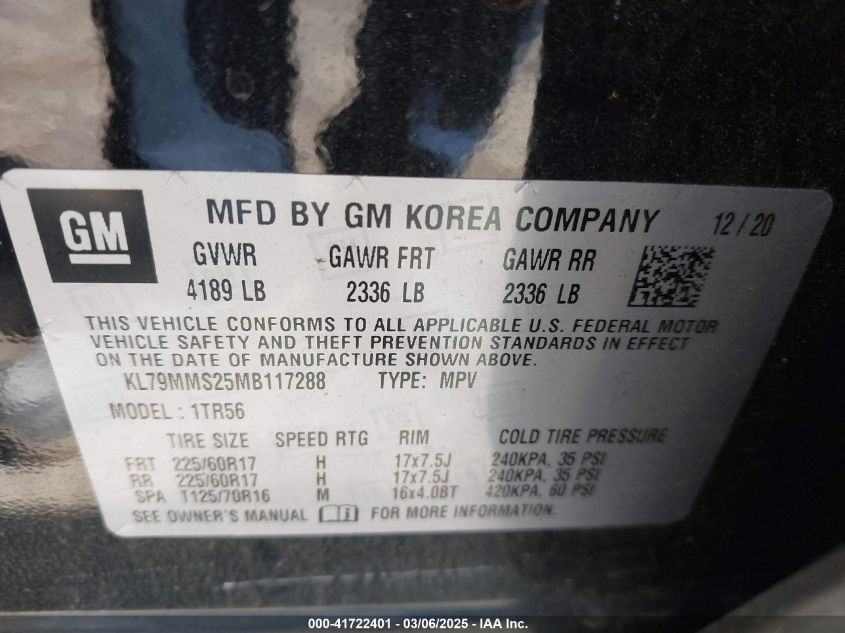 GM
MFD BY GM KOREA COMPANY 12/20
GVWR GAWR FRT GAWR RR
4189 LB 2336 LB 2336 LB
THIS VEHICLE CONFORMS TO ALL APPLICABLE U.S. FEDERAL MOTOR
VEHICLE SAFETY AND THEFT PREVENTION STANDARDS IN EFFECT
ON THE DATE OF MANUFACTURE SHOWN ABOVE.
KL79MMS25MB117288 TYPE: MPV
MODEL: 1TR56
TIRE SIZE SPEED RTG RIM COLD TIRE PRESSURE
FRT 225/60R17 H 17x7.5J 240KPA, 35 PSI
RR 225/60R17 H 17x7.5J 240KPA, 35 PSI
SPA T125/70R16 M 16x4.0BT 420KPA, 60 PSI
SEE OWNER'S MANUAL FOR MORE INFORMATION.
000-41722401 - 03/06/2025 - IAA Inc.